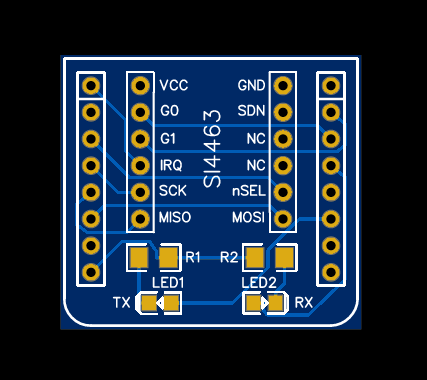 VCC GND
G0 SDN
G1 NC
IRQ NC
SCK nSEL
MISO MOSI
SI4463
R1 R2
LED1 LED2
TX RX